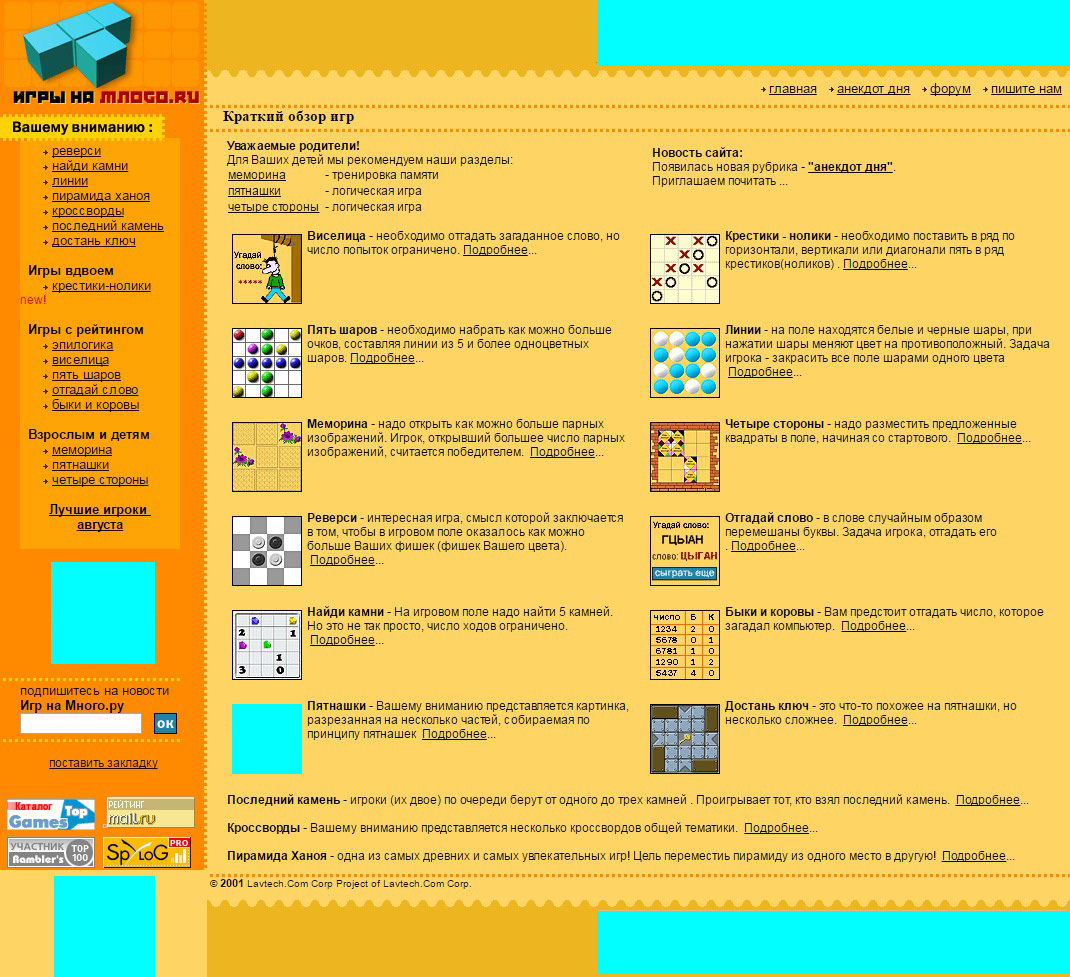 игры на mлogo.ru
главная анекдот дня форум пишите нам
Вашему вниманию :
реверси
найди камни
линии
пирамида Ханоя
кроссворды
последний камень
достань ключ
Игры вдвоем
крестики-нолики
new!
Игры с рейтингом
эпилогика
виселица
пять шаров
отгадай слово
быки и коровы
Взрослым и детям
меморина
пятнашки
четыре стороны
Лучшие игроки
августа
подпишитесь на новости
Игр на Много.ру
ок
поставить закладку
Каталог
Games Top
РЕЙТИНГ
mail.ru
УЧАСТНИК
Rambler's
TOP
100
SpyLOG PRO
Краткий обзор игр
Уважаемые родители!
Для Ваших детей мы рекомендуем наши разделы:
меморина - тренировка памяти
пятнашки - логическая игра
четыре стороны - логическая игра
Новость сайта:
Появилась новая рубрика - "анекдот дня".
Приглашаем почитать ...
Угадай
слово:
*****
Виселица - необходимо отгадать загаданное слово, но
число попыток ограничено. Подробнее...
Крестики - нолики - необходимо поставить в ряд по
горизонтали, вертикали или диагонали пять в ряд
крестиков(ноликов) . Подробнее...
Пять шаров - необходимо набрать как можно больше
очков, составляя линии из 5 и более одноцветных
шаров. Подробнее...
Линии - на поле находятся белые и черные шары, при
нажатии шары меняют цвет на противоположный. Задача
игрока - закрасить все поле шарами одного цвета
Подробнее...
Меморина - надо открыть как можно больше парных
изображений. Игрок, открывший большее число парных
изображений, считается победителем. Подробнее...
Четыре стороны - надо разместить предложенные
квадраты в поле, начиная со стартового. Подробнее...
Реверси - интересная игра, смысл которой заключается
в том, чтобы в игровом поле оказалось как можно
больше Ваших фишек (фишек Вашего цвета).
Подробнее...
Угадай слово:
ГЦЫАН
слово: ЦЫГАН
сыграть еще
Отгадай слово - в слове случайным образом
перемешаны буквы. Задача игрока, отгадать его
. Подробнее...
2 1
1
3 0
Найди камни - На игровом поле надо найти 5 камней.
Но это не так просто, число ходов ограничено.
Подробнее...
число Б К
1234 2 0
5678 0 1
6781 1 0
1290 1 2
5437 4 0
Быки и коровы - Вам предстоит отгадать число, которое
загадал компьютер. Подробнее...
Пятнашки - Вашему вниманию представляется картинка,
разрезанная на несколько частей, собираемая по
принципу пятнашек Подробнее...
Достань ключ - это что-то похожее на пятнашки, но
несколько сложнее. Подробнее...
Последний камень - игроки (их двое) по очереди берут от одного до трех камней . Проигрывает тот, кто взял последний камень. Подробнее...
Кроссворды - Вашему вниманию представляется несколько кроссвордов общей тематики. Подробнее...
Пирамида Ханоя - одна из самых древних и самых увлекательных игр! Цель переместиь пирамиду из одного место в другую! Подробнее...
© 2001 Lavtech.Com Corp Project of Lavtech.Com Corp.